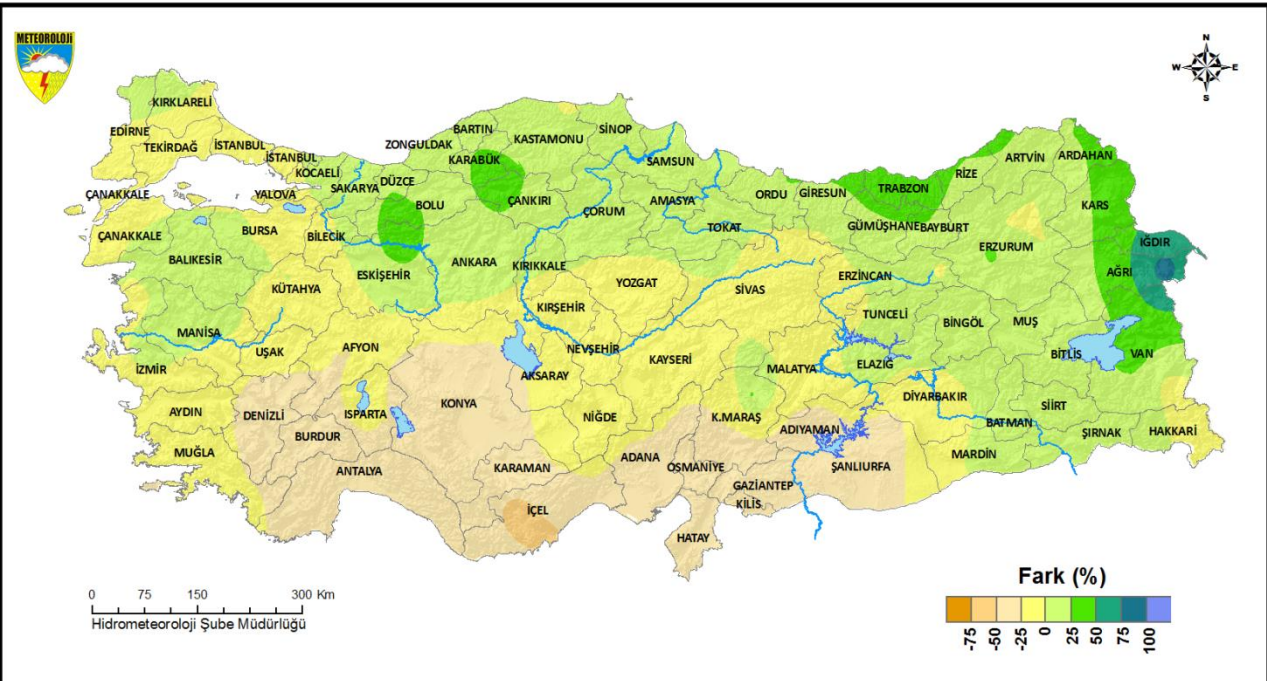 METEOROLOJİ
N
W E
S
KIRKLARELİ
EDİRNE
TEKİRDAĞ
İSTANBUL
İSTANBUL
KOCAELİ
ÇANAKKALE
YALOVA
SAKARYA
DÜZCE
ZONGULDAK
BARTIN
KARABÜK
KASTAMONU
SİNOP
SAMSUN
BOLU
ÇANKIRI
ÇORUM
AMASYA
TOKAT
ORDU
GİRESUN
TRABZON
RİZE
ARTVİN
ARDAHAN
KARS
IĞDIR
AĞRI
GÜMÜŞHANE
BAYBURT
ERZURUM
ERZİNCAN
ÇANAKKALE
BALIKESİR
BURSA
BİLECİK
ESKİŞEHİR
ANKARA
KIRIKKALE
YOZGAT
SİVAS
KÜTAHYA
KIRŞEHİR
TUNCELİ
BİNGÖL
MUŞ
BİTLİS
VAN
MANİSA
UŞAK
AFYON
NEVŞEHİR
KAYSERİ
MALATYA
ELAZIĞ
İZMİR
AKSARAY
DİYARBAKIR
AYDIN
DENİZLİ
ISPARTA
KONYA
NİĞDE
K.MARAŞ
ADIYAMAN
BATMAN
SİİRT
ŞIRNAK
HAKKARİ
MUĞLA
BURDUR
ANTALYA
KARAMAN
ADANA
OSMANİYE
ŞANLIURFA
MARDİN
GAZİANTEP
KİLİS
İÇEL
HATAY
Fark (%)
-75 -50 -25 0 25 50 75 100
0 75 150 300 Km
Hidrometeoroloji Şube Müdürlüğü